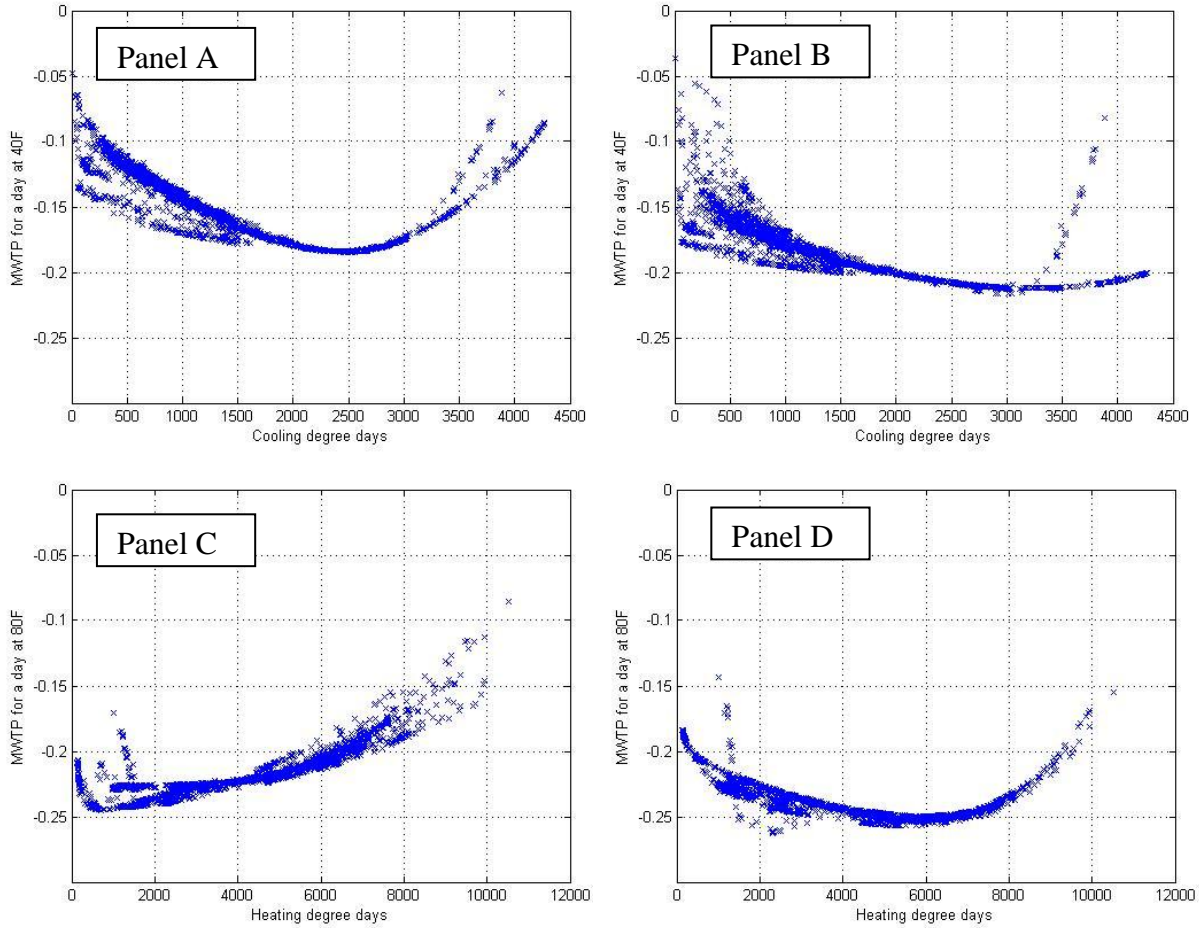 Panel A
0
-0.05
-0.1
-0.15
-0.2
-0.25
MWTP for a day at 40F
0 500 1000 1500 2000 2500 3000 3500 4000 4500
Cooling degree days
Panel B
0
-0.05
-0.1
-0.15
-0.2
-0.25
MWTP for a day at 40F
0 500 1000 1500 2000 2500 3000 3500 4000 4500
Cooling degree days
Panel C
0
-0.05
-0.1
-0.15
-0.2
-0.25
MWTP for a day at 80F
0 2000 4000 6000 8000 10000 12000
Heating degree days
Panel D
0
-0.05
-0.1
-0.15
-0.2
-0.25
MWTP for a day at 80F
0 2000 4000 6000 8000 10000 12000
Heating degree days